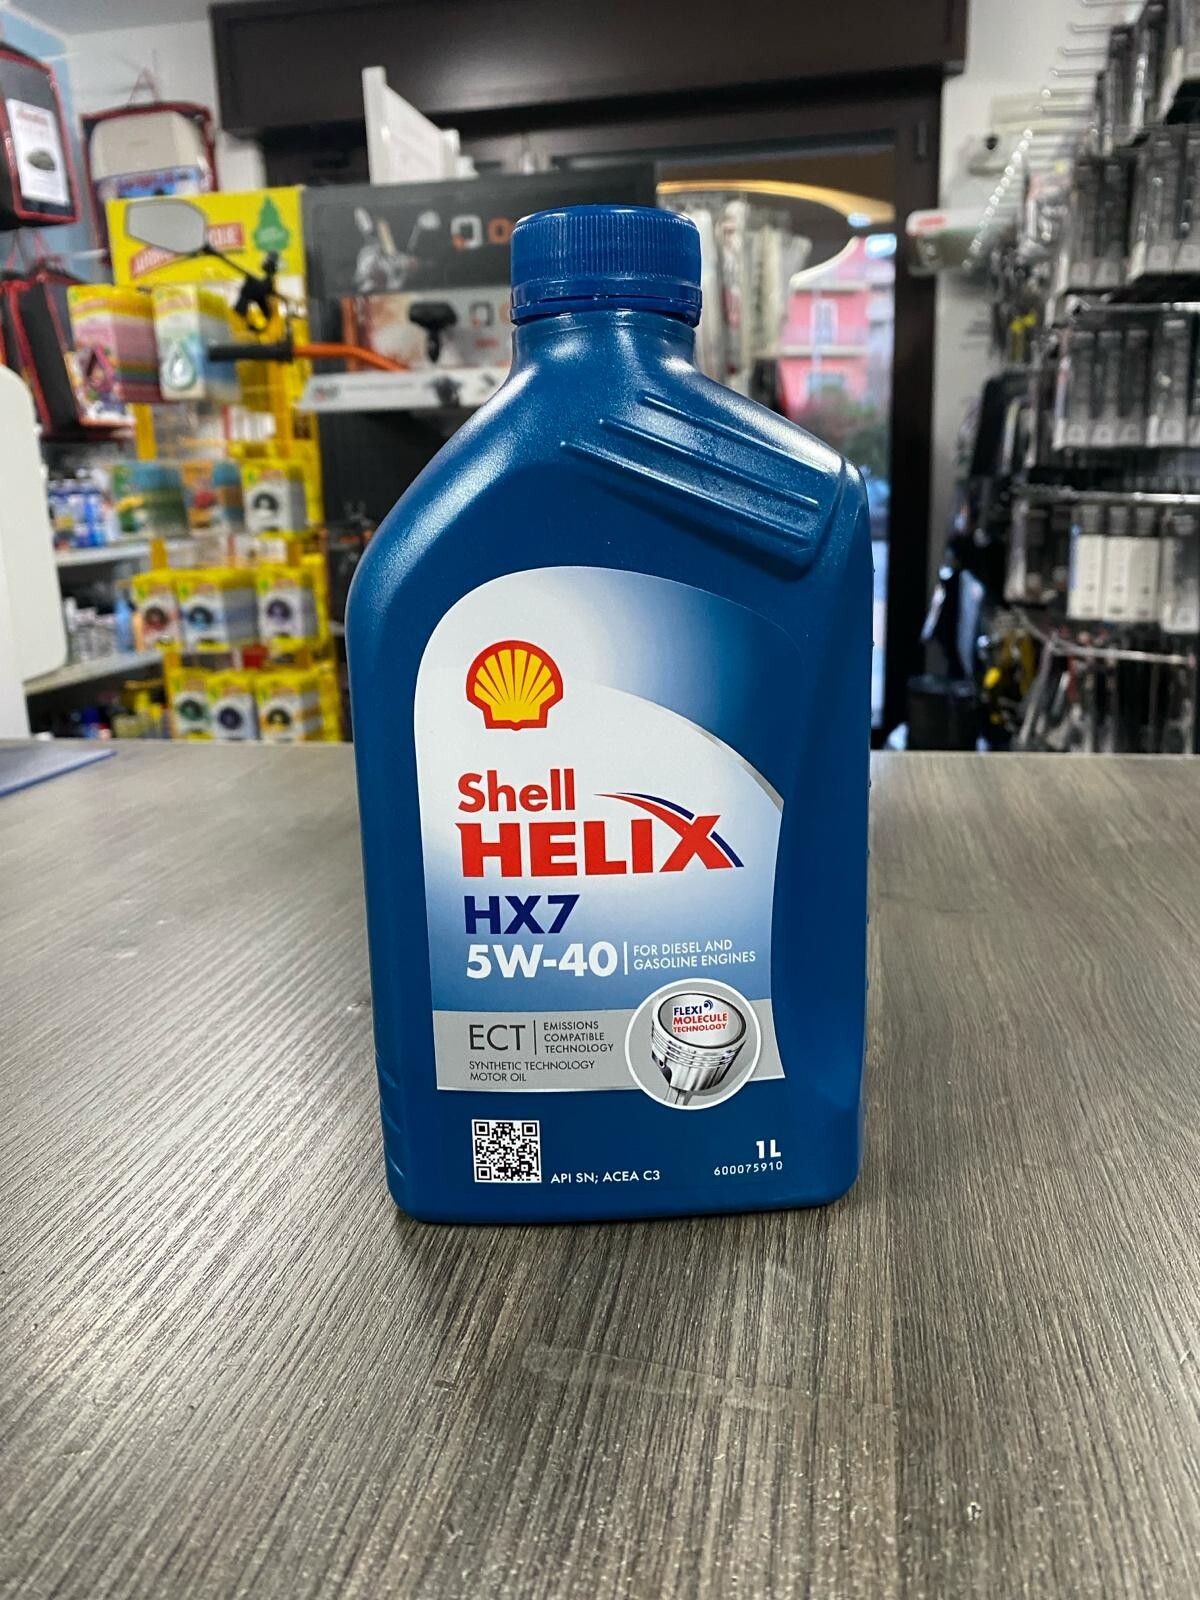 Shell
HELIX
HX7
5W-40
FOR DIESEL AND
GASOLINE ENGINES
ECT
EMISSIONS
COMPATIBLE
TECHNOLOGY
SYNTHETIC TECHNOLOGY
MOTOR OIL
FLEXI
MOLECULE
TECHNOLOGY
API SN; ACEA C3
1L
600075910